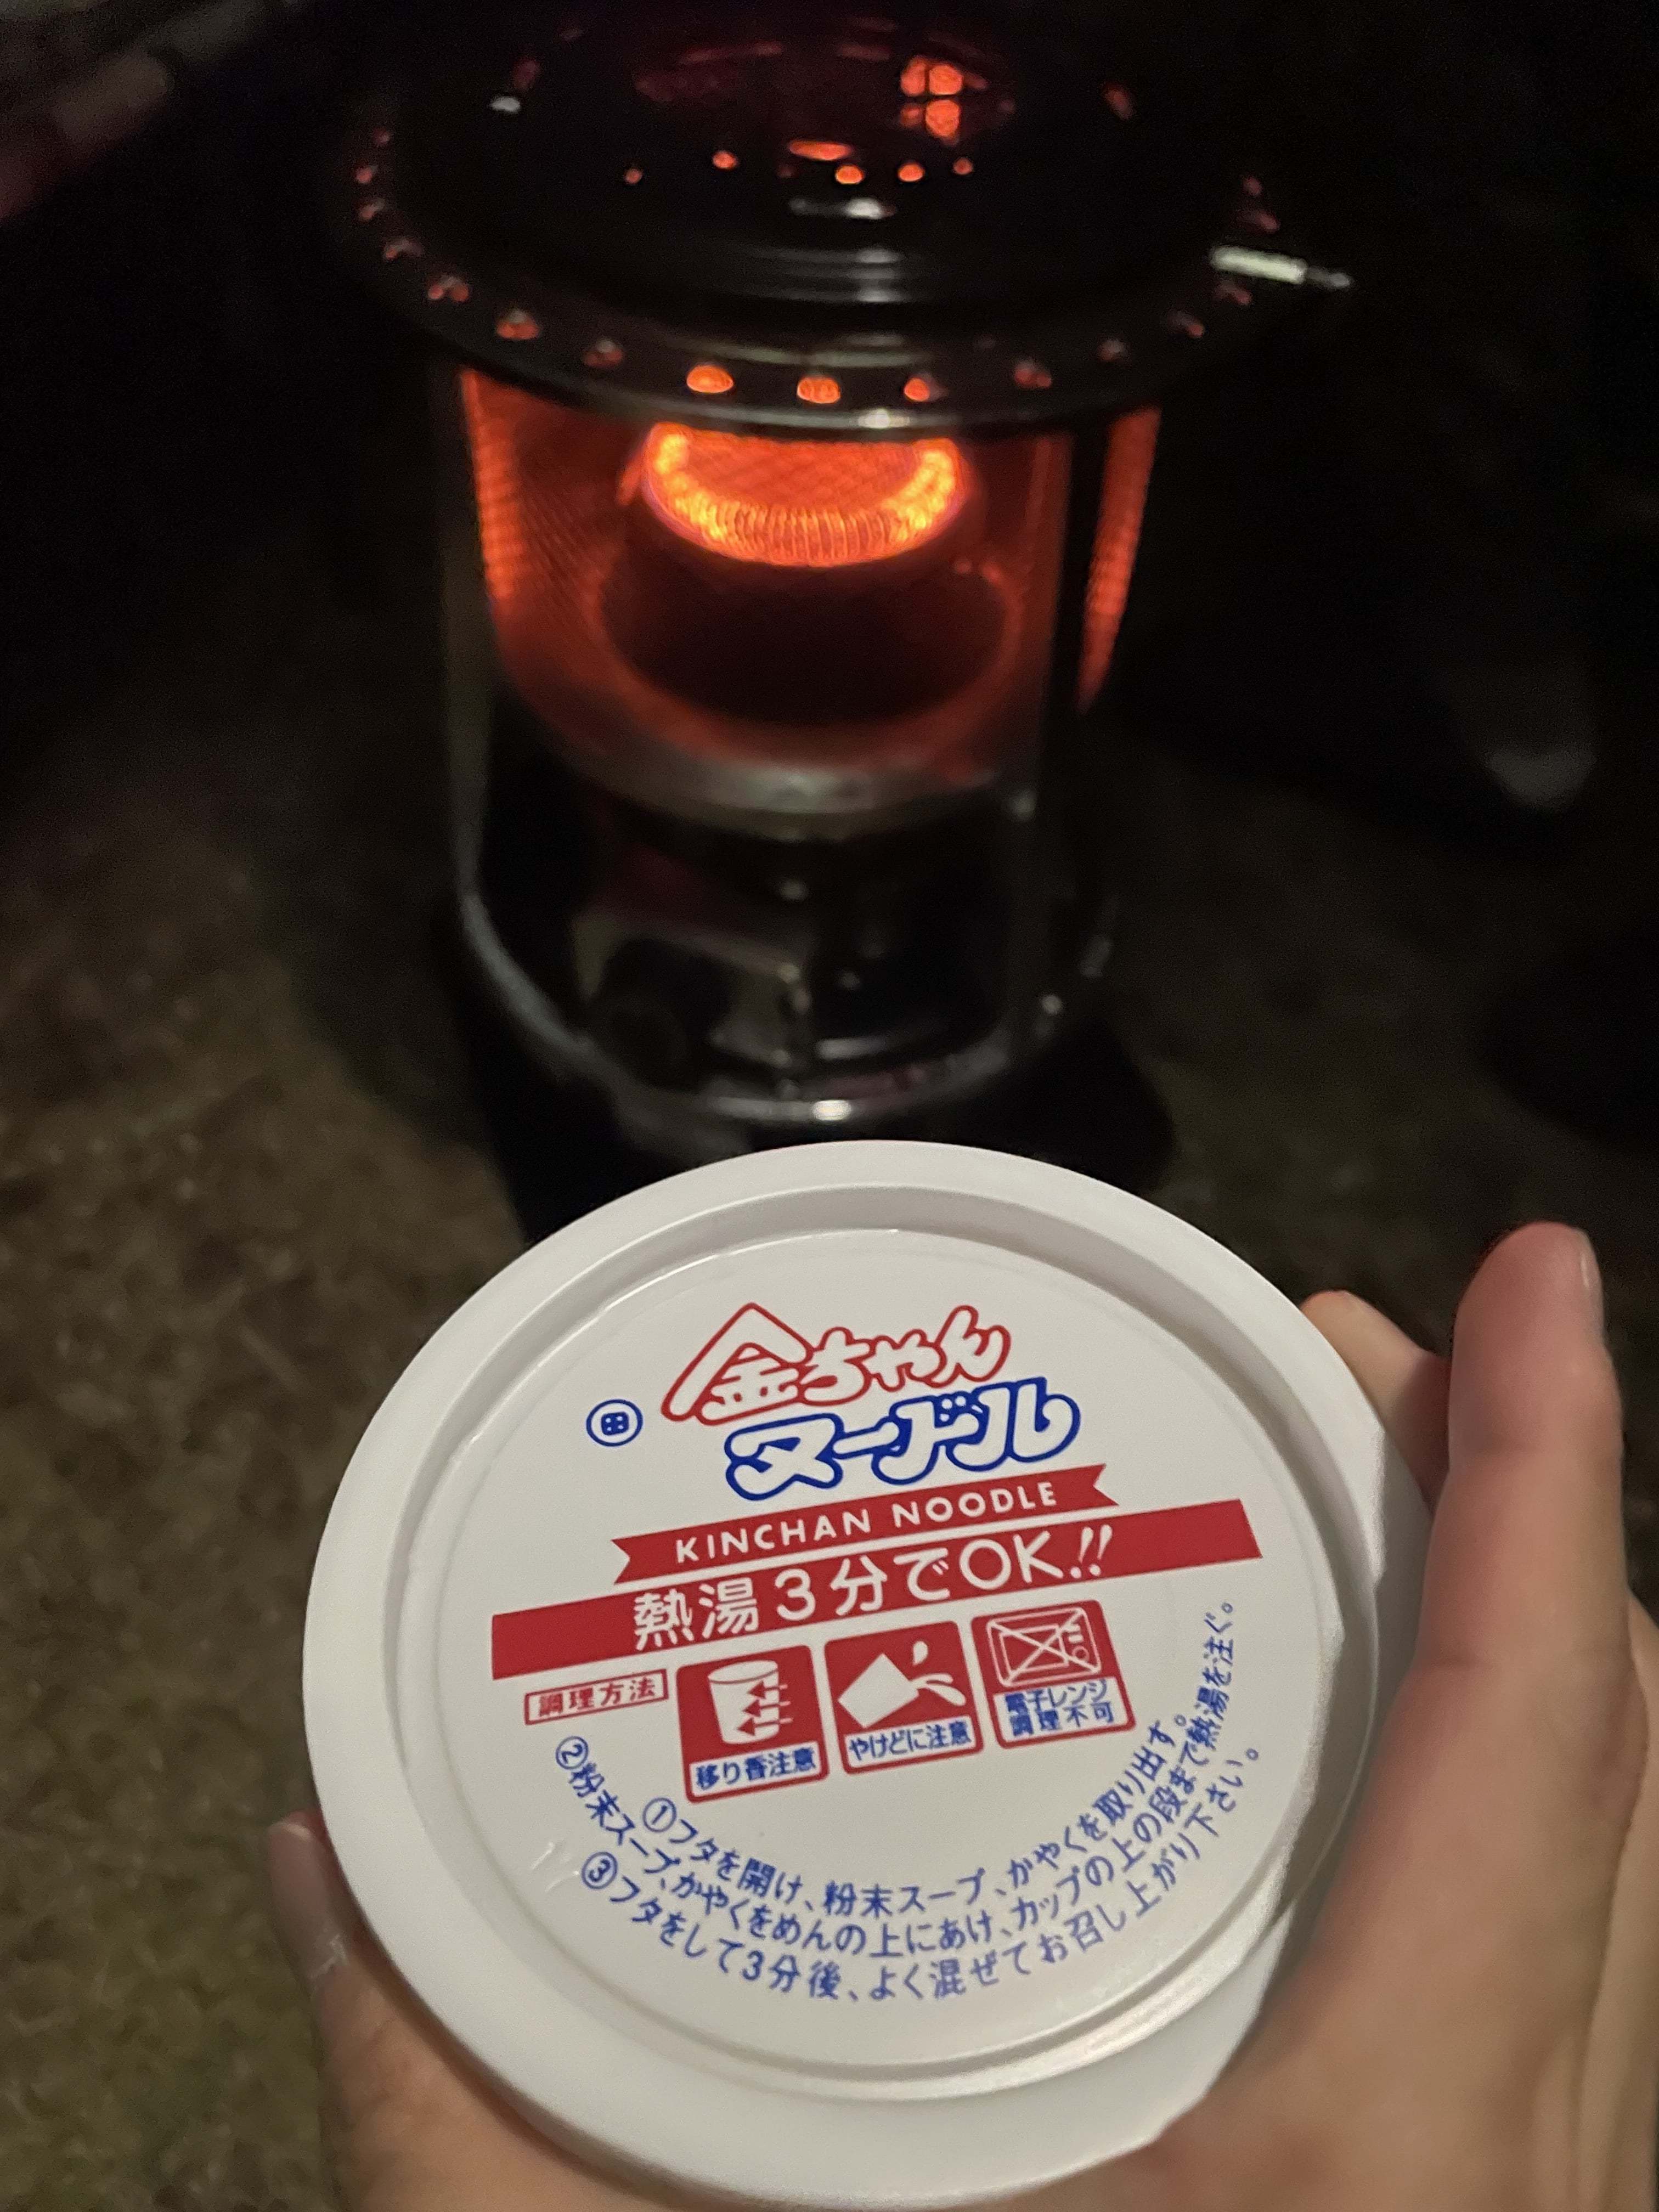 金ちゃん
ヌードル
KINCHAN NOODLE
熱湯3分でOK!!
調理方法
移り香注意
やけどに注意
電子レンジ
調理不可
①フタを開け、粉末スープ、かやくを取り出す。
②粉末スープ、かやくをめんの上にあけ、カップの上の段まで熱湯を注ぐ。
③フタをして3分後、よく混ぜてお召し上がり下さい。